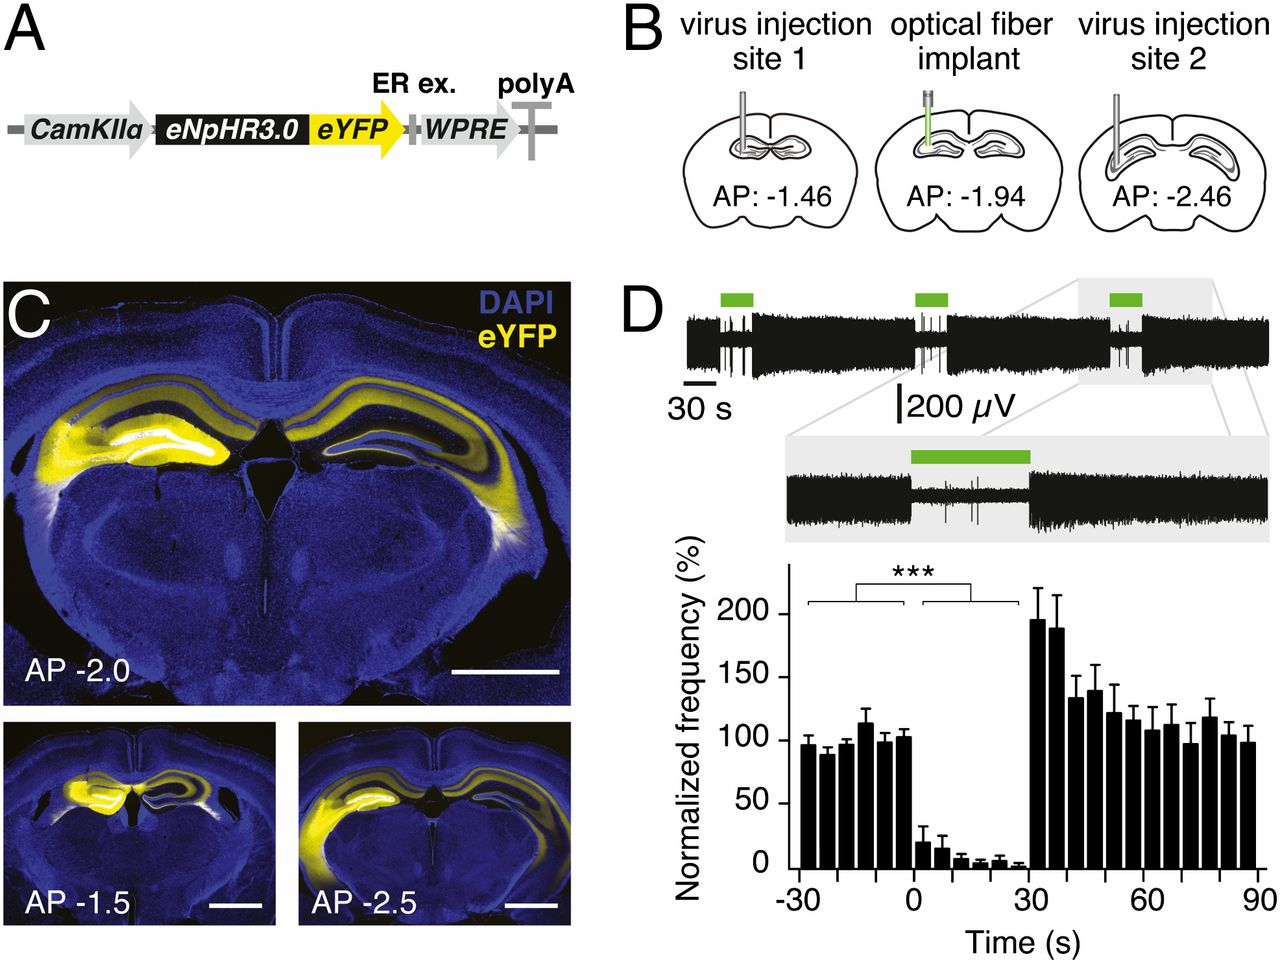 A
ER ex.
polyA
CamKIIα
eNpHR3.0
eYFP
WPRE
B
virus injection
site 1
optical fiber
implant
virus injection
site 2
AP: -1.46
AP: -1.94
AP: -2.46
C
DAPI
eYFP
AP -2.0
AP -1.5
AP -2.5
D
30 s
200 µV
Normalized frequency (%)
***
200
150
100
50
0
-30
0
30
60
90
Time (s)